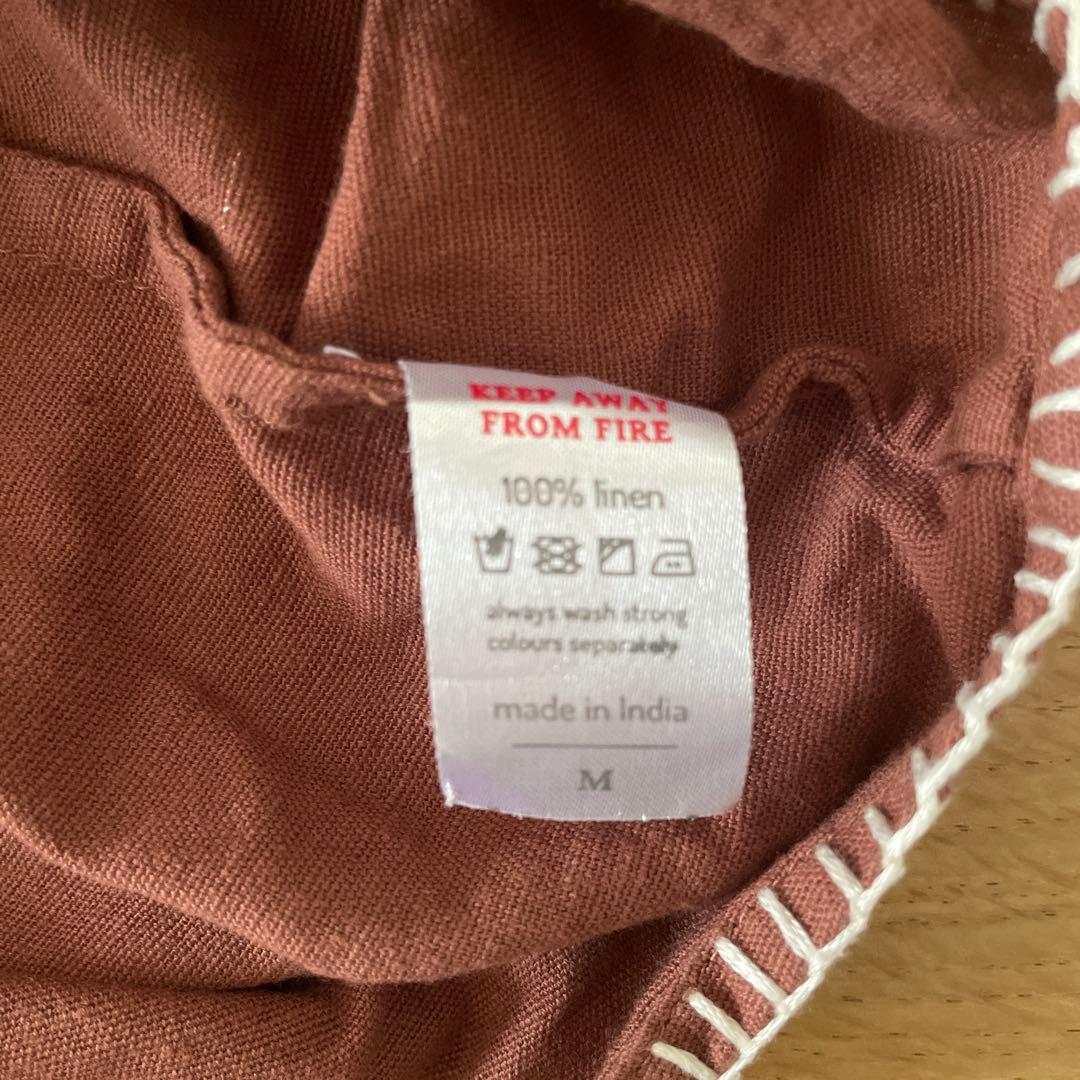 KEEP AWAY
FROM FIRE
100% linen
always wash strong
colours separately
made in India
M